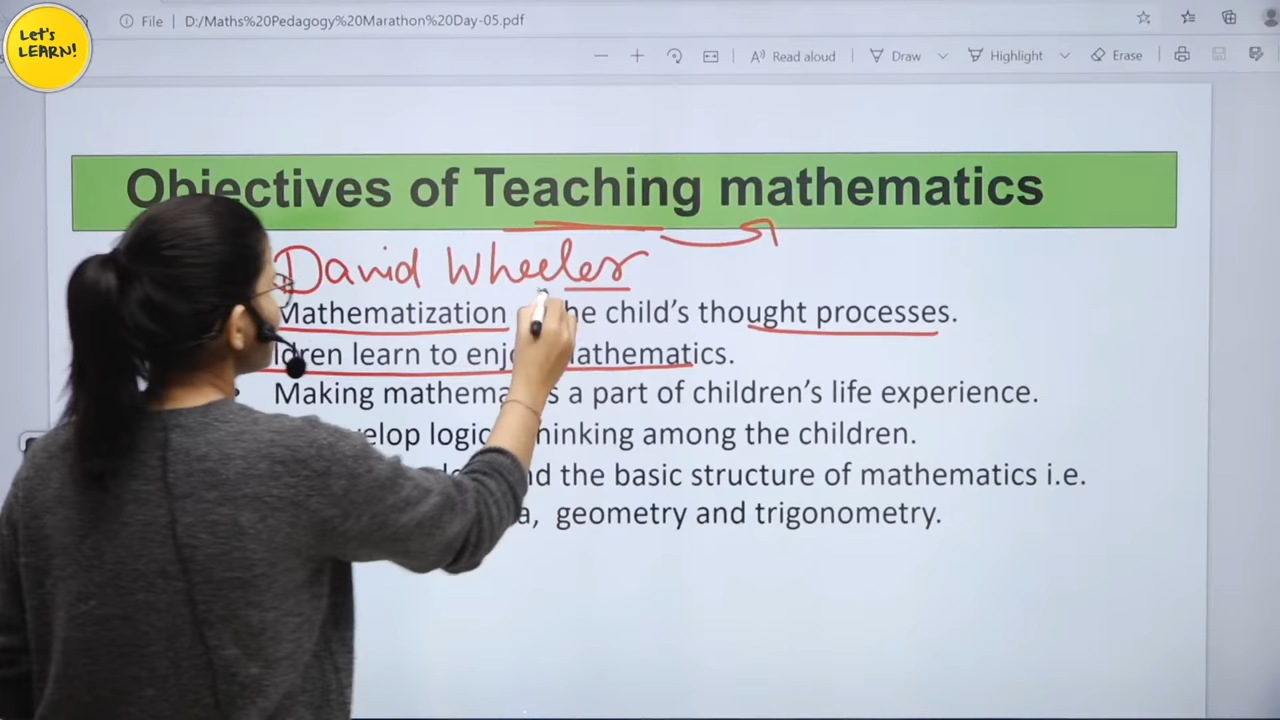 Let's
LEARN!
File D:/Maths%20Pedagogy%20Marathon%20Day-05.pdf
Read aloud Draw Highlight Erase
Objectives of Teaching mathematics
David Wheeler
Mathematization he child's thought processes.
ldren learn to enjo athematics.
Making mathema s a part of children's life experience.
elop logic hinking among the children.
nd the basic structure of mathematics i.e.
a, geometry and trigonometry.